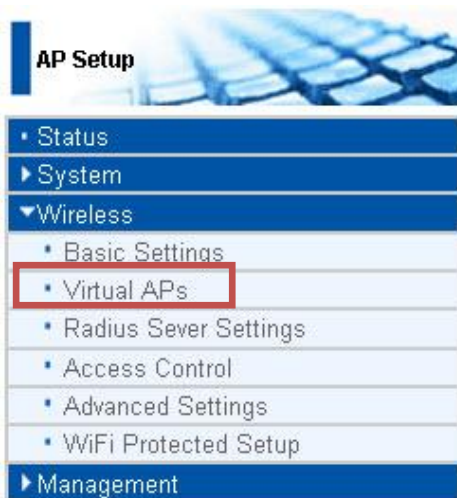 AP Setup
Status
System
Wireless
Basic Settings
Virtual APs
Radius Sever Settings
Access Control
Advanced Settings
WiFi Protected Setup
Management